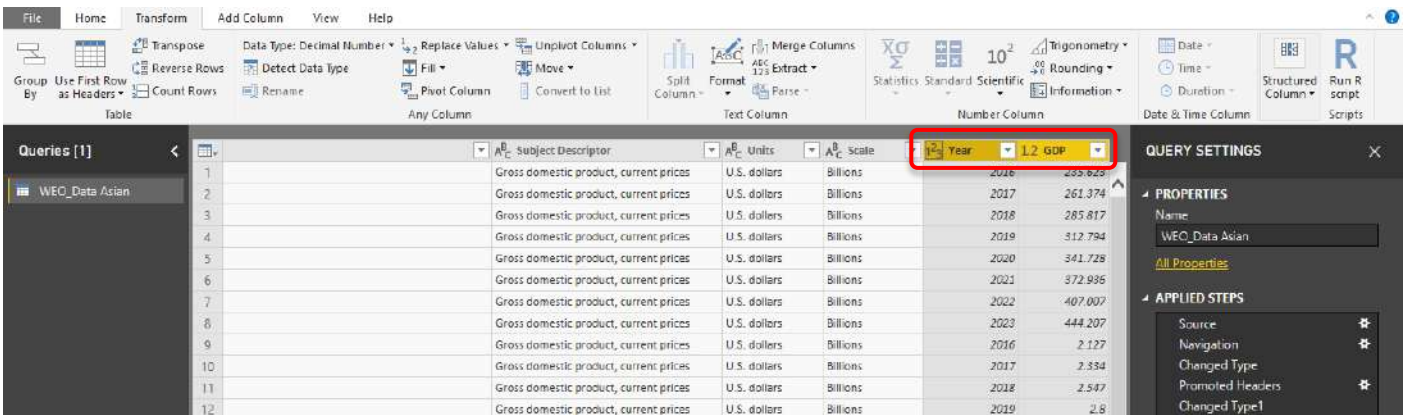 File Home Transform Add Column View Help
Transpose Data Type: Decimal Number Replace Values Unpivot Columns Merge Columns Trigonometry Date
Reverse Rows Detect Data Type Fill Move Extract Rounding Time
Group By Use First Row as Headers Count Rows Rename Pivot Column Convert to List Split Column Format Parse Statistics Standard Scientific Information Duration Structured Column Run R script
Table Any Column Text Column Number Column Date & Time Column Scripts
Queries [1] Subject Descriptor Units Scale Year 1.2 GDP QUERY SETTINGS
WEO_Data Asian
1 Gross domestic product, current prices U.S. dollars Billions 2016 235.623
2 Gross domestic product, current prices U.S. dollars Billions 2017 261.374
PROPERTIES
3 Gross domestic product, current prices U.S. dollars Billions 2018 285.817
Name
4 Gross domestic product, current prices U.S. dollars Billions 2019 312.794
WEO_Data Asian
5 Gross domestic product, current prices U.S. dollars Billions 2020 341.728
All Properties
6 Gross domestic product, current prices U.S. dollars Billions 2021 372.936
7 Gross domestic product, current prices U.S. dollars Billions 2022 407.007
APPLIED STEPS
8 Gross domestic product, current prices U.S. dollars Billions 2023 444.207
Source
9 Gross domestic product, current prices U.S. dollars Billions 2016 2.127
Navigation
10 Gross domestic product, current prices U.S. dollars Billions 2017 2.334
Changed Type
11 Gross domestic product, current prices U.S. dollars Billions 2018 2.547
Promoted Headers
12 Gross domestic product, current prices U.S. dollars Billions 2019 2.8
Changed Type1